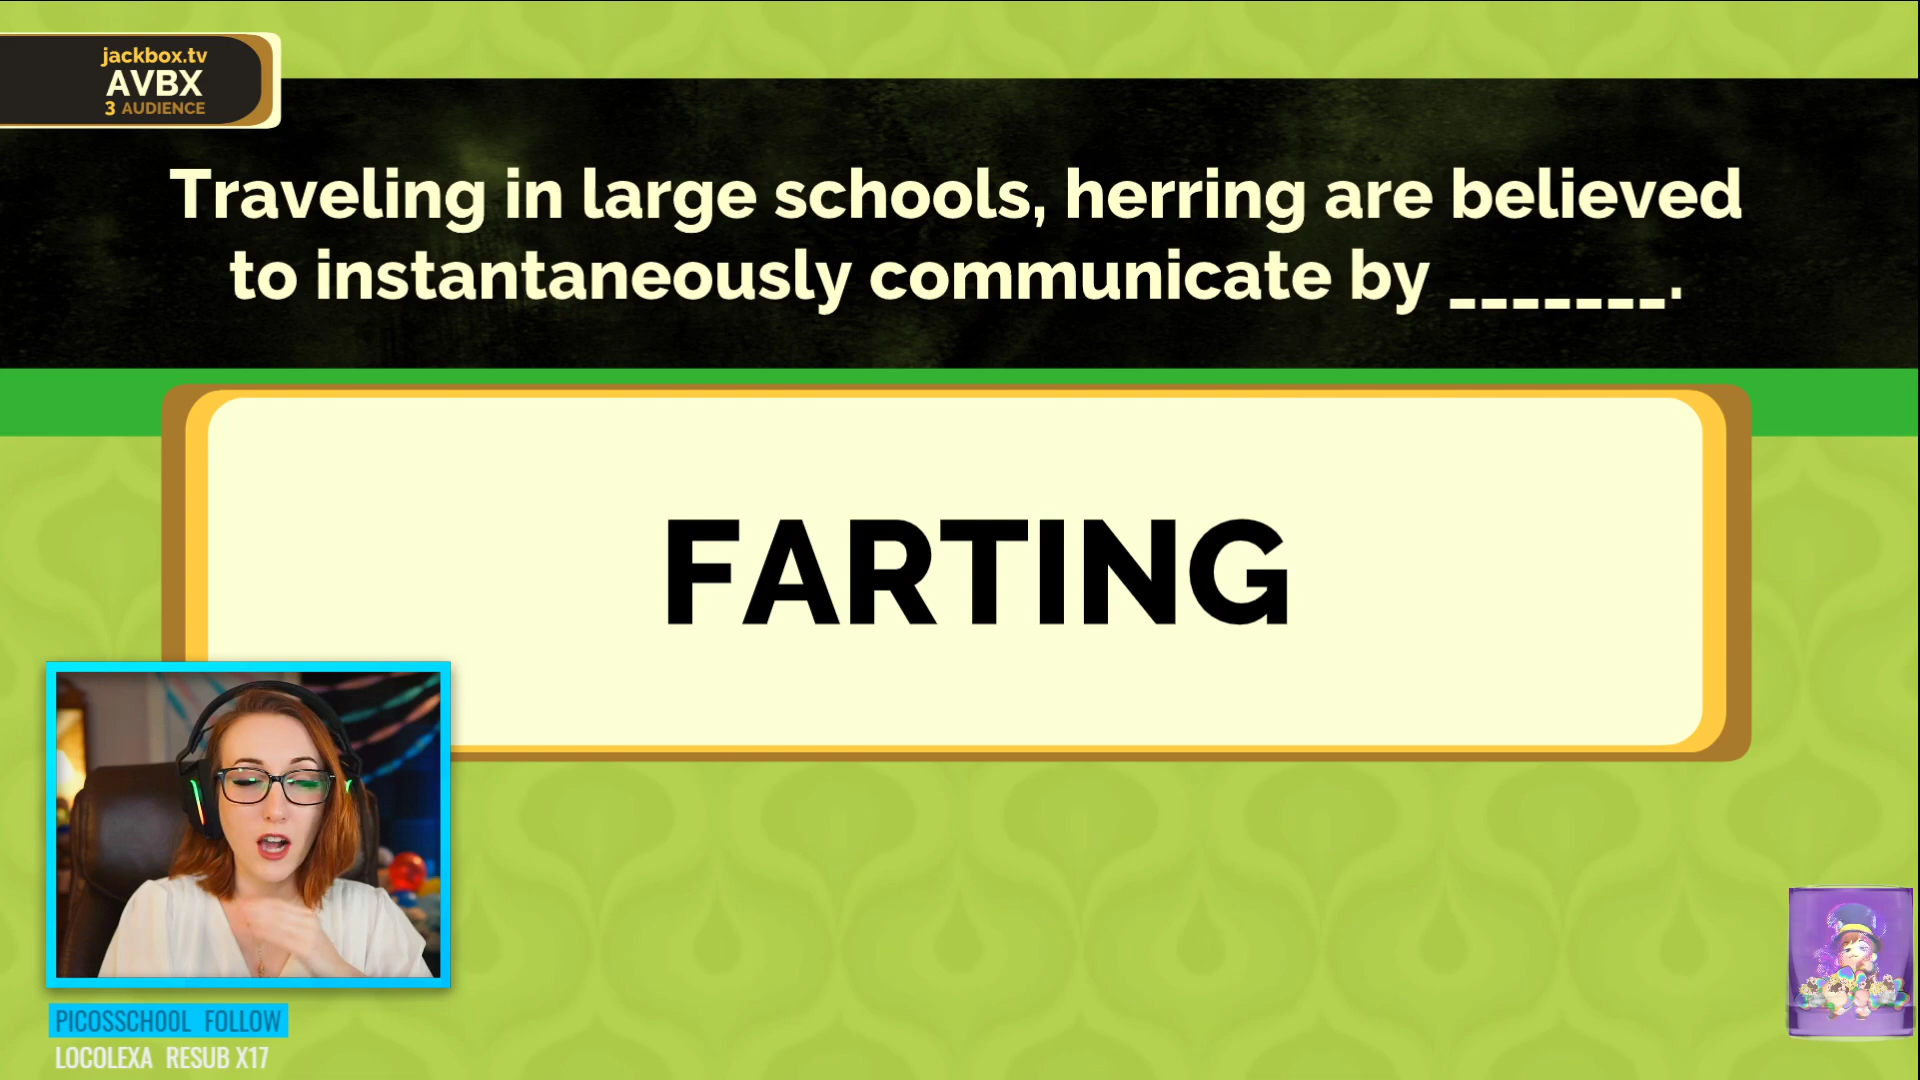 jackbox.tv
AVBX
3 AUDIENCE
Traveling in large schools, herring are believed
to instantaneously communicate by _______.
FARTING
PICOSSCHOOL FOLLOW
LOCOLEXA RESUB X17